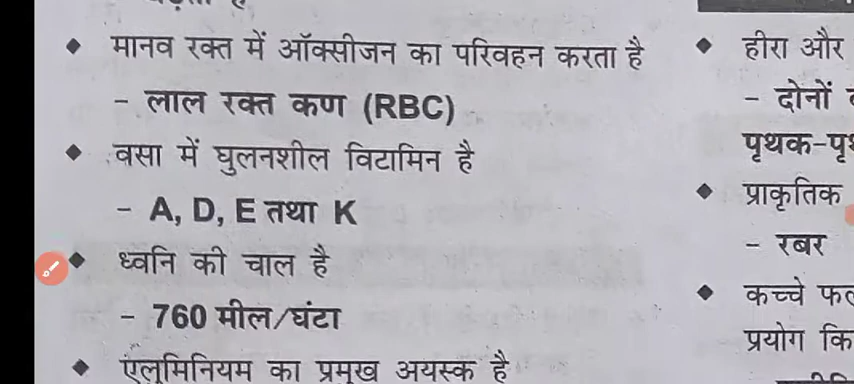 ◆ मानव रक्त में ऑक्सीजन का परिवहन करता है
– लाल रक्त कण (RBC)
◆ वसा में घुलनशील विटामिन है
– A, D, E तथा K
◆ ध्वनि की चाल है
– 760 मील/घंटा
◆ एलुमिनियम का प्रमुख अयस्क है
◆ हीरा और
– दोनों
पृथक-
◆ प्राकृतिक
– रबर
◆ कच्चे
प्रयोग